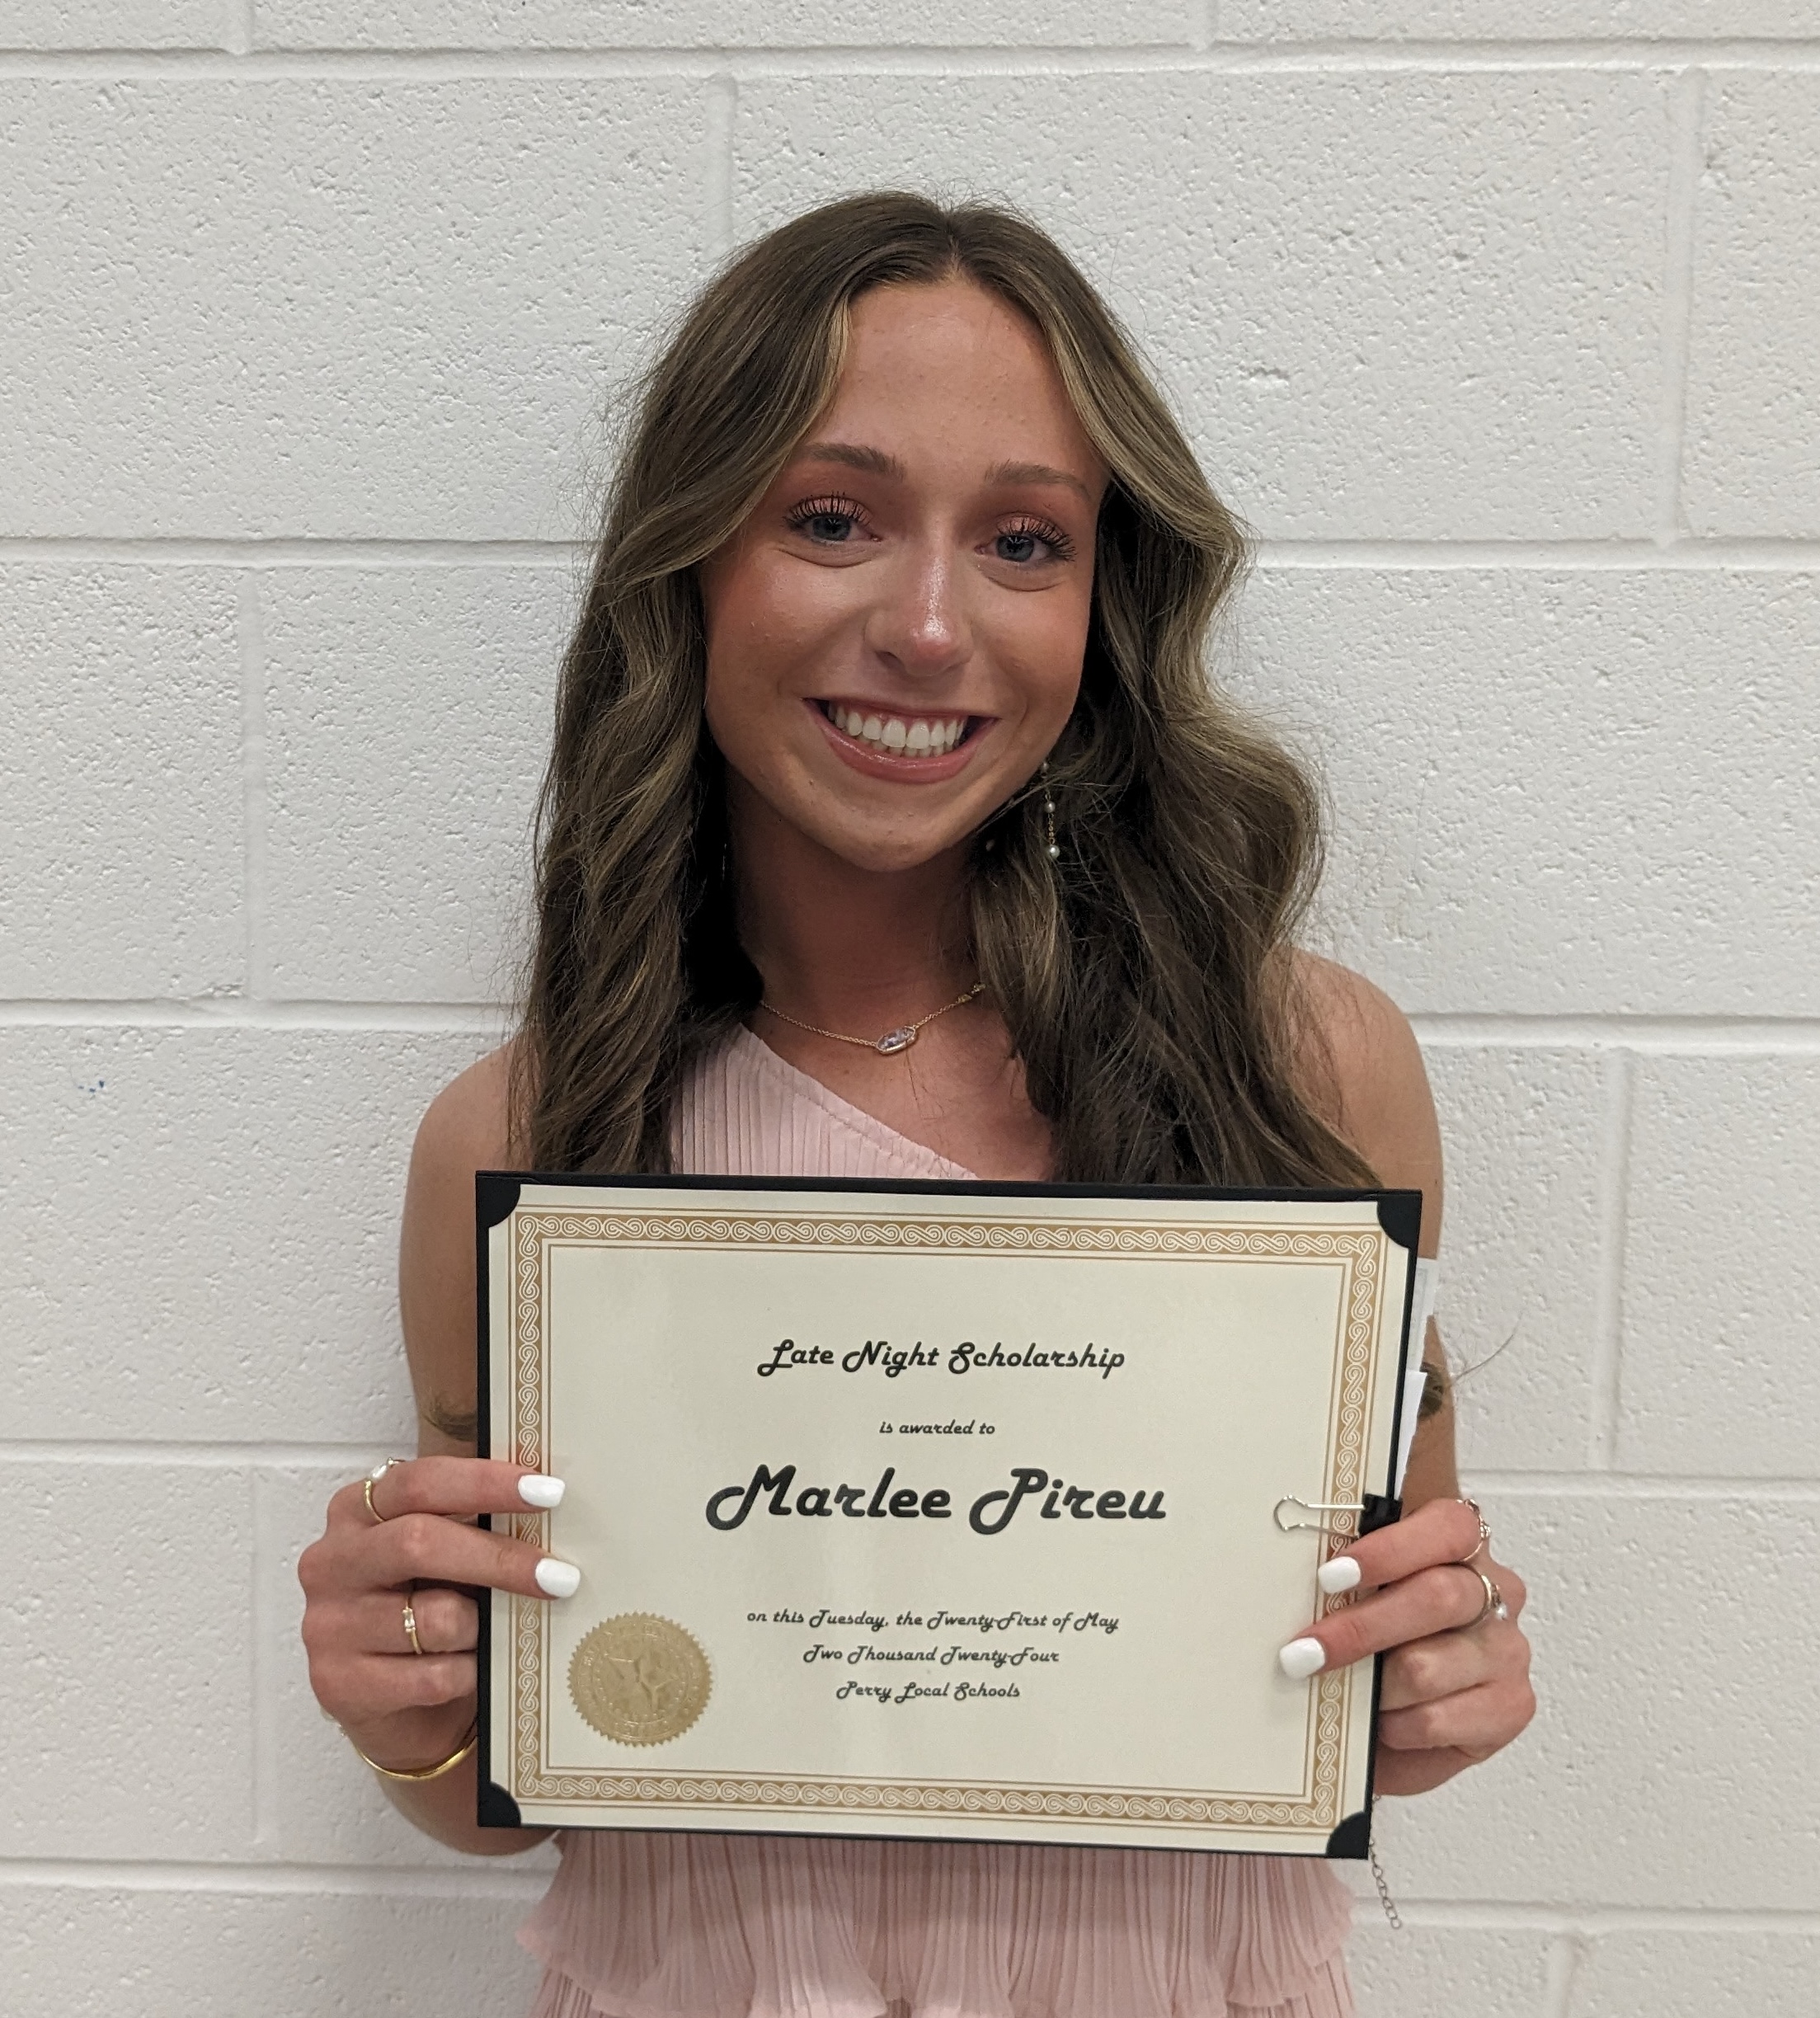 Late Night Scholarship
is awarded to
Marlee Pireu
on this Tuesday, the Twenty-First of May
Two Thousand Twenty-Four
Perry Local Schools